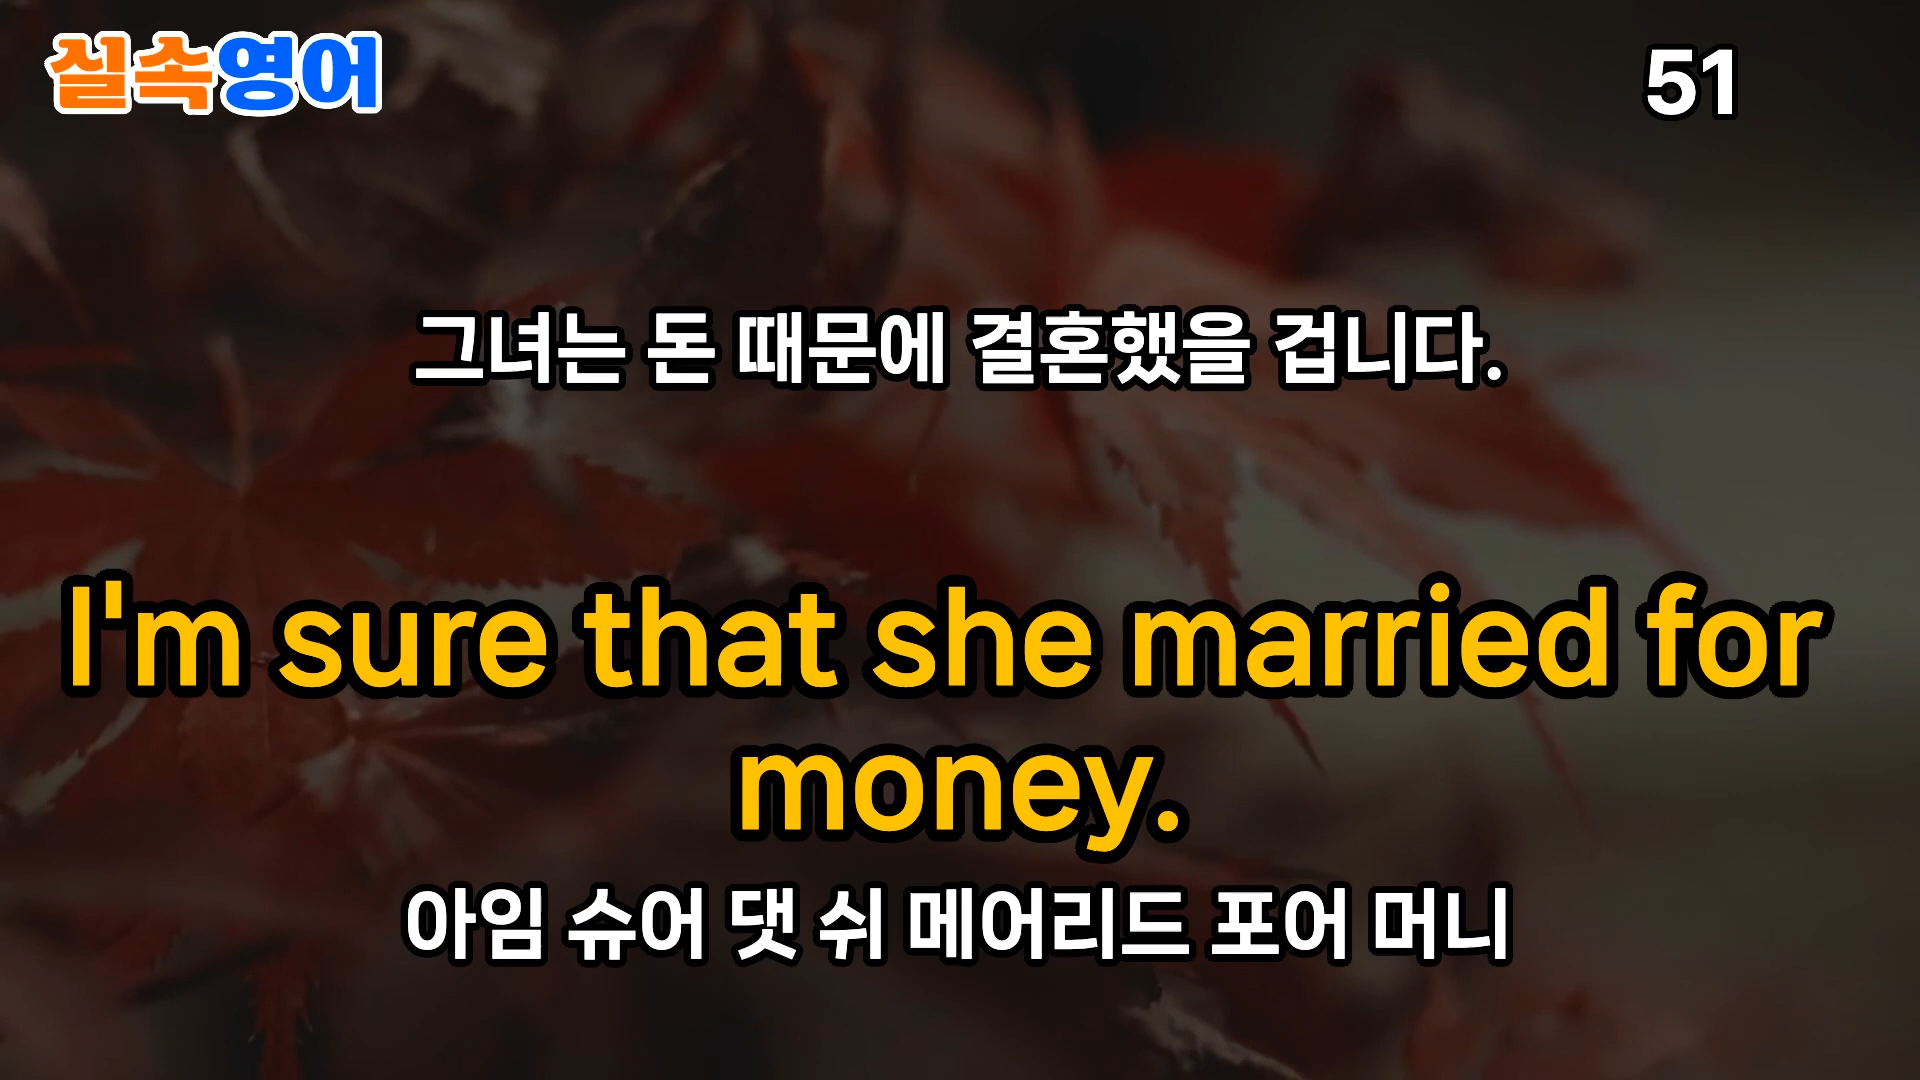 실속영어
51
그녀는 돈 때문에 결혼했을 겁니다.
I'm sure that she married for
money.
아임 슈어 댓 쉬 메어리드 포어 머니